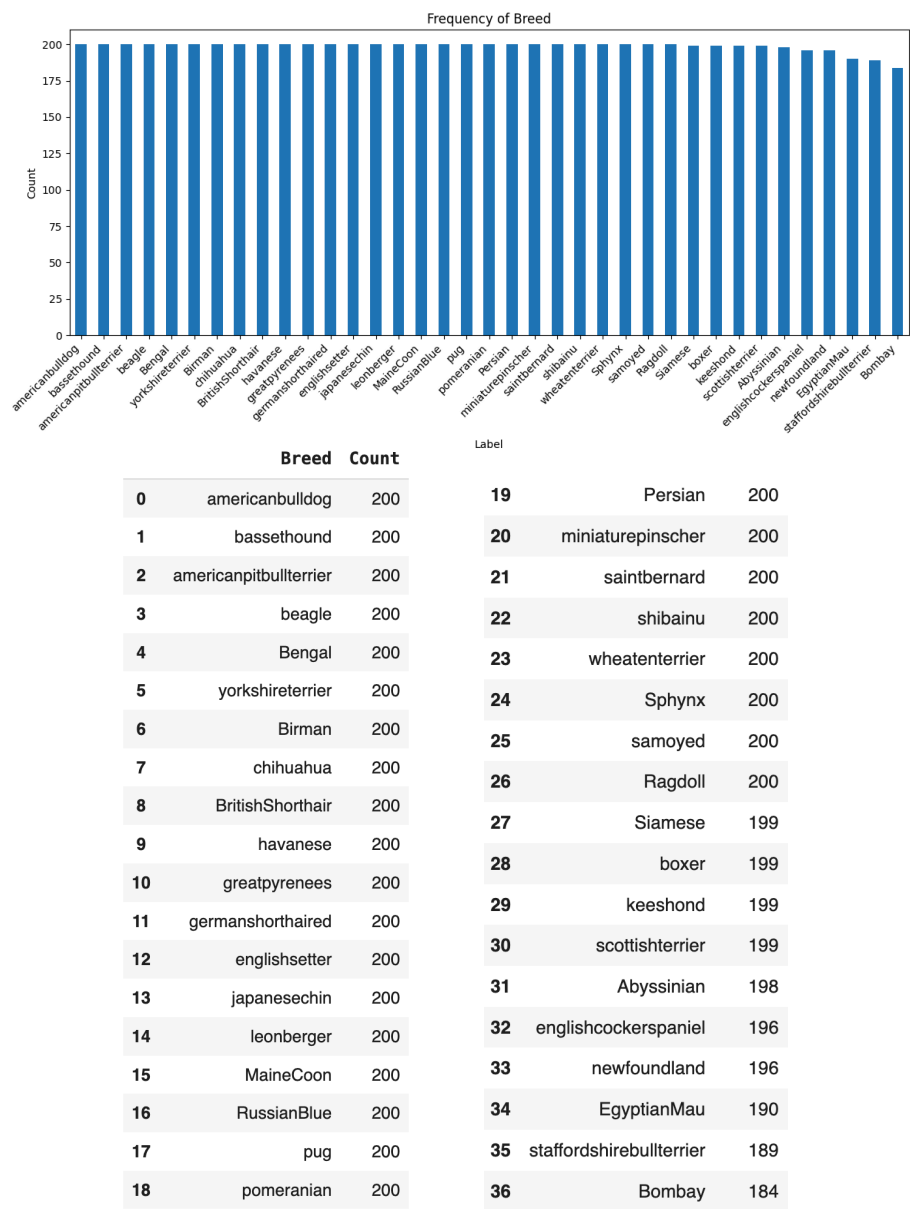 Frequency of Breed
200
175
150
125
100
75
50
25
0
Count
americanbulldog
bassethound
americanpitbullterrier
beagle
Bengal
yorkshireterrier
Birman
chihuahua
BritishShorthair
havanese
greatpyrenees
germanshorthaired
englishsetter
japanesechin
leonberger
MaineCoon
RussianBlue
pug
pomeranian
Persian
miniaturepinscher
saintbernard
shibainu
wheatenterrier
Sphynx
samoyed
Ragdoll
Siamese
boxer
keeshond
scottishterrier
Abyssinian
englishcockerspaniel
newfoundland
EgyptianMau
staffordshirebullterrier
Bombay
Label
Breed Count
0 americanbulldog 200
1 bassethound 200
2 americanpitbullterrier 200
3 beagle 200
4 Bengal 200
5 yorkshireterrier 200
6 Birman 200
7 chihuahua 200
8 BritishShorthair 200
9 havanese 200
10 greatpyrenees 200
11 germanshorthaired 200
12 englishsetter 200
13 japanesechin 200
14 leonberger 200
15 MaineCoon 200
16 RussianBlue 200
17 pug 200
18 pomeranian 200
19 Persian 200
20 miniaturepinscher 200
21 saintbernard 200
22 shibainu 200
23 wheatenterrier 200
24 Sphynx 200
25 samoyed 200
26 Ragdoll 200
27 Siamese 199
28 boxer 199
29 keeshond 199
30 scottishterrier 199
31 Abyssinian 198
32 englishcockerspaniel 196
33 newfoundland 196
34 EgyptianMau 190
35 staffordshirebullterrier 189
36 Bombay 184